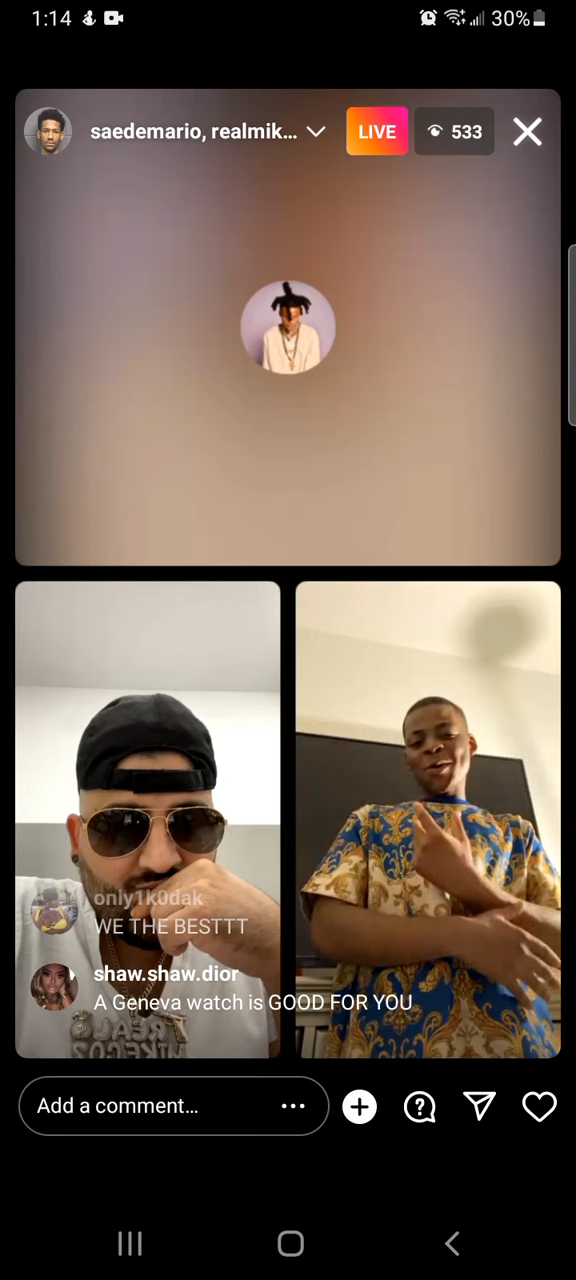 1:14
30%
saedemario, realmik...
LIVE
533
only1k0dak
WE THE BESTTT
shaw.shaw.dior
A Geneva watch is GOOD FOR YOU
Add a comment...